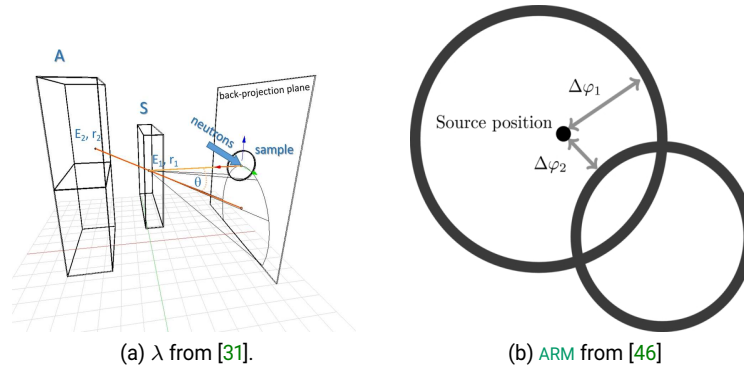 A
S
back-projection plane
neutrons
sample
E₂, r₂
E₁, r₁
θ
Δφ₁
Source position
Δφ₂
(a) λ from [31].
(b) ARM from [46]